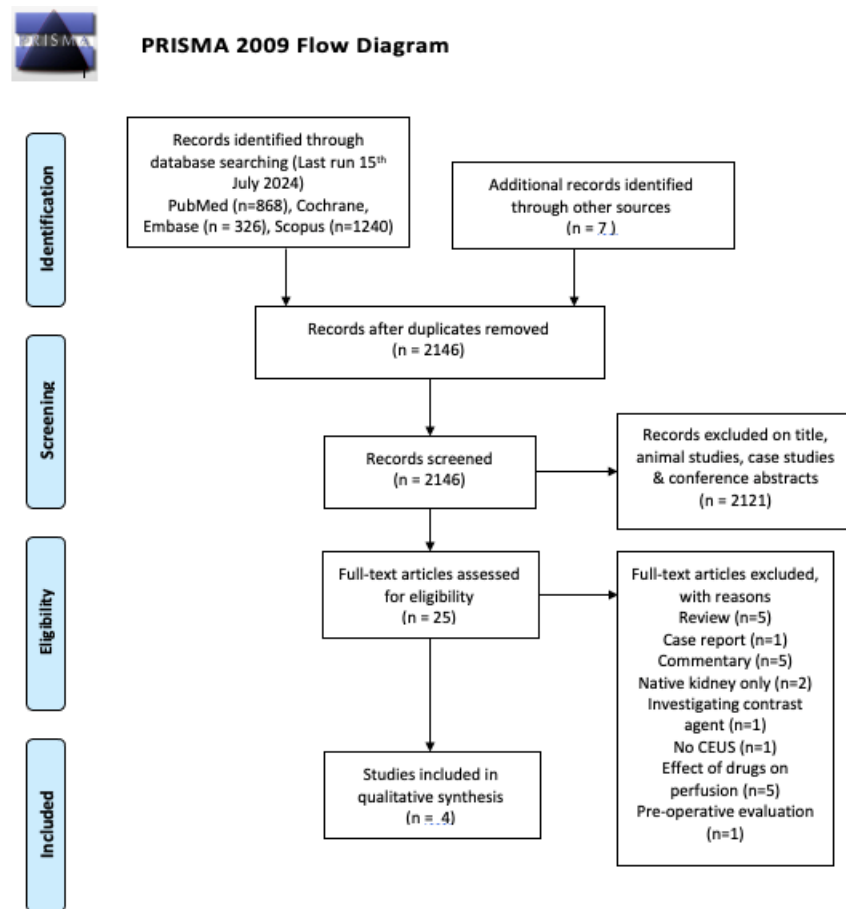 PRISMA
PRISMA 2009 Flow Diagram
Identification
Records identified through
database searching (Last run 15th
July 2024)
PubMed (n=868), Cochrane,
Embase (n = 326), Scopus (n=1240)
Additional records identified
through other sources
(n = 7 )
Records after duplicates removed
(n = 2146)
Screening
Records screened
(n = 2146)
Records excluded on title,
animal studies, case studies
& conference abstracts
(n = 2121)
Eligibility
Full-text articles assessed
for eligibility
(n = 25)
Full-text articles excluded,
with reasons
Review (n=5)
Case report (n=1)
Commentary (n=5)
Native kidney only (n=2)
Investigating contrast
agent (n=1)
No CEUS (n=1)
Effect of drugs on
perfusion (n=5)
Pre-operative evaluation
(n=1)
Included
Studies included in
qualitative synthesis
(n = 4)